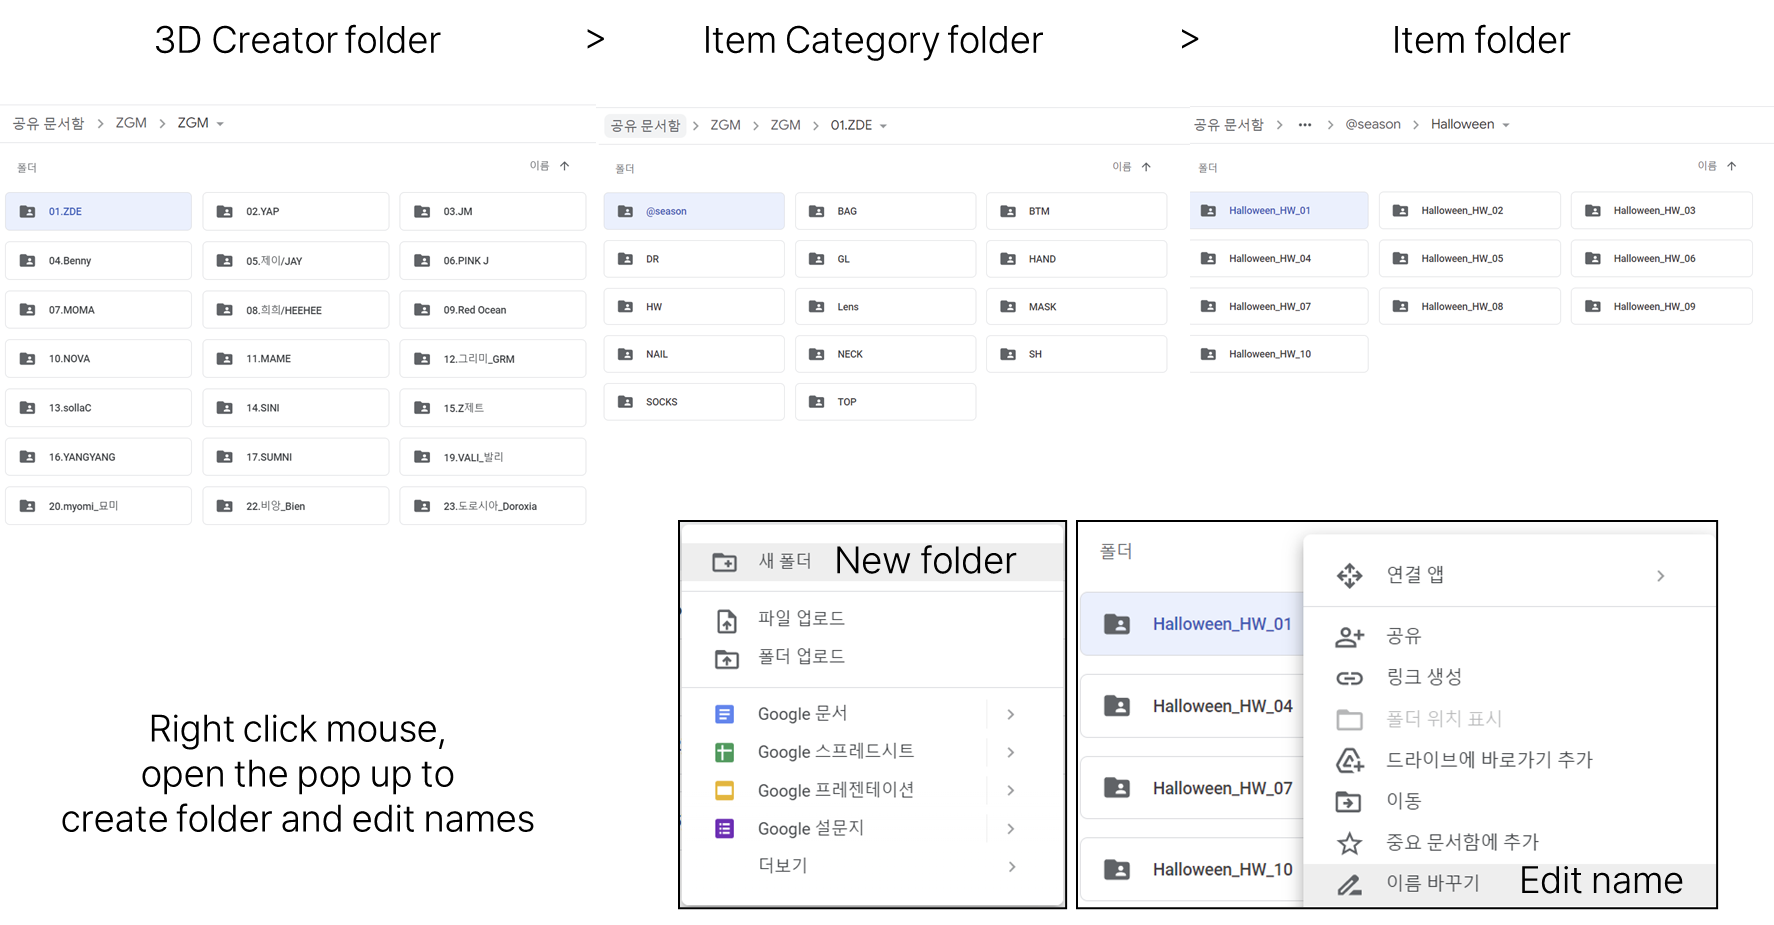 3D Creator folder > Item Category folder > Item folder
공유 문서함 > ZGM > ZGM
폴더 이름
01.ZDE 02.YAP 03.JM
04.Benny 05.제이/JAY 06.PINK J
07.MOMA 08.희희/HEEHEE 09.Red Ocean
10.NOVA 11.MAME 12.그리미_GRM
13.sollaC 14.SINI 15.Z제트
16.YANGYANG 17.SUMNI 19.VALI_발리
20.myomi_묘미 22.비앙_Bien 23.도로시아_Doroxia
공유 문서함 > ZGM > ZGM > 01.ZDE
폴더 이름
@season BAG BTM
DR GL HAND
HW Lens MASK
NAIL NECK SH
SOCKS TOP
공유 문서함 > ••• > @season > Halloween
폴더 이름
Halloween_HW_01 Halloween_HW_02 Halloween_HW_03
Halloween_HW_04 Halloween_HW_05 Halloween_HW_06
Halloween_HW_07 Halloween_HW_08 Halloween_HW_09
Halloween_HW_10
Right click mouse,
open the pop up to
create folder and edit names
새 폴더 New folder
파일 업로드
폴더 업로드
Google 문서
Google 스프레드시트
Google 프레젠테이션
Google 설문지
더보기
폴더
Halloween_HW_01
Halloween_HW_04
Halloween_HW_07
Halloween_HW_10
연결 앱
공유
링크 생성
폴더 위치 표시
드라이브에 바로가기 추가
이동
중요 문서함에 추가
이름 바꾸기 Edit name